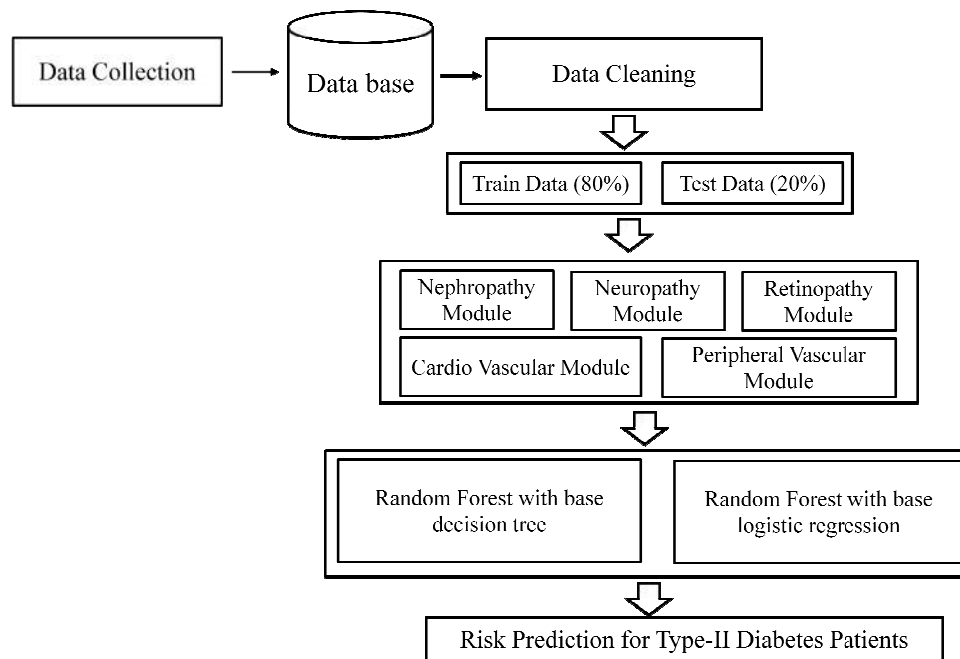 Data Collection
Data base
Data Cleaning
Train Data (80%)
Test Data (20%)
Nephropathy
Module
Neuropathy
Module
Retinopathy
Module
Cardio Vascular Module
Peripheral Vascular
Module
Random Forest with base
decision tree
Random Forest with base
logistic regression
Risk Prediction for Type-II Diabetes Patients